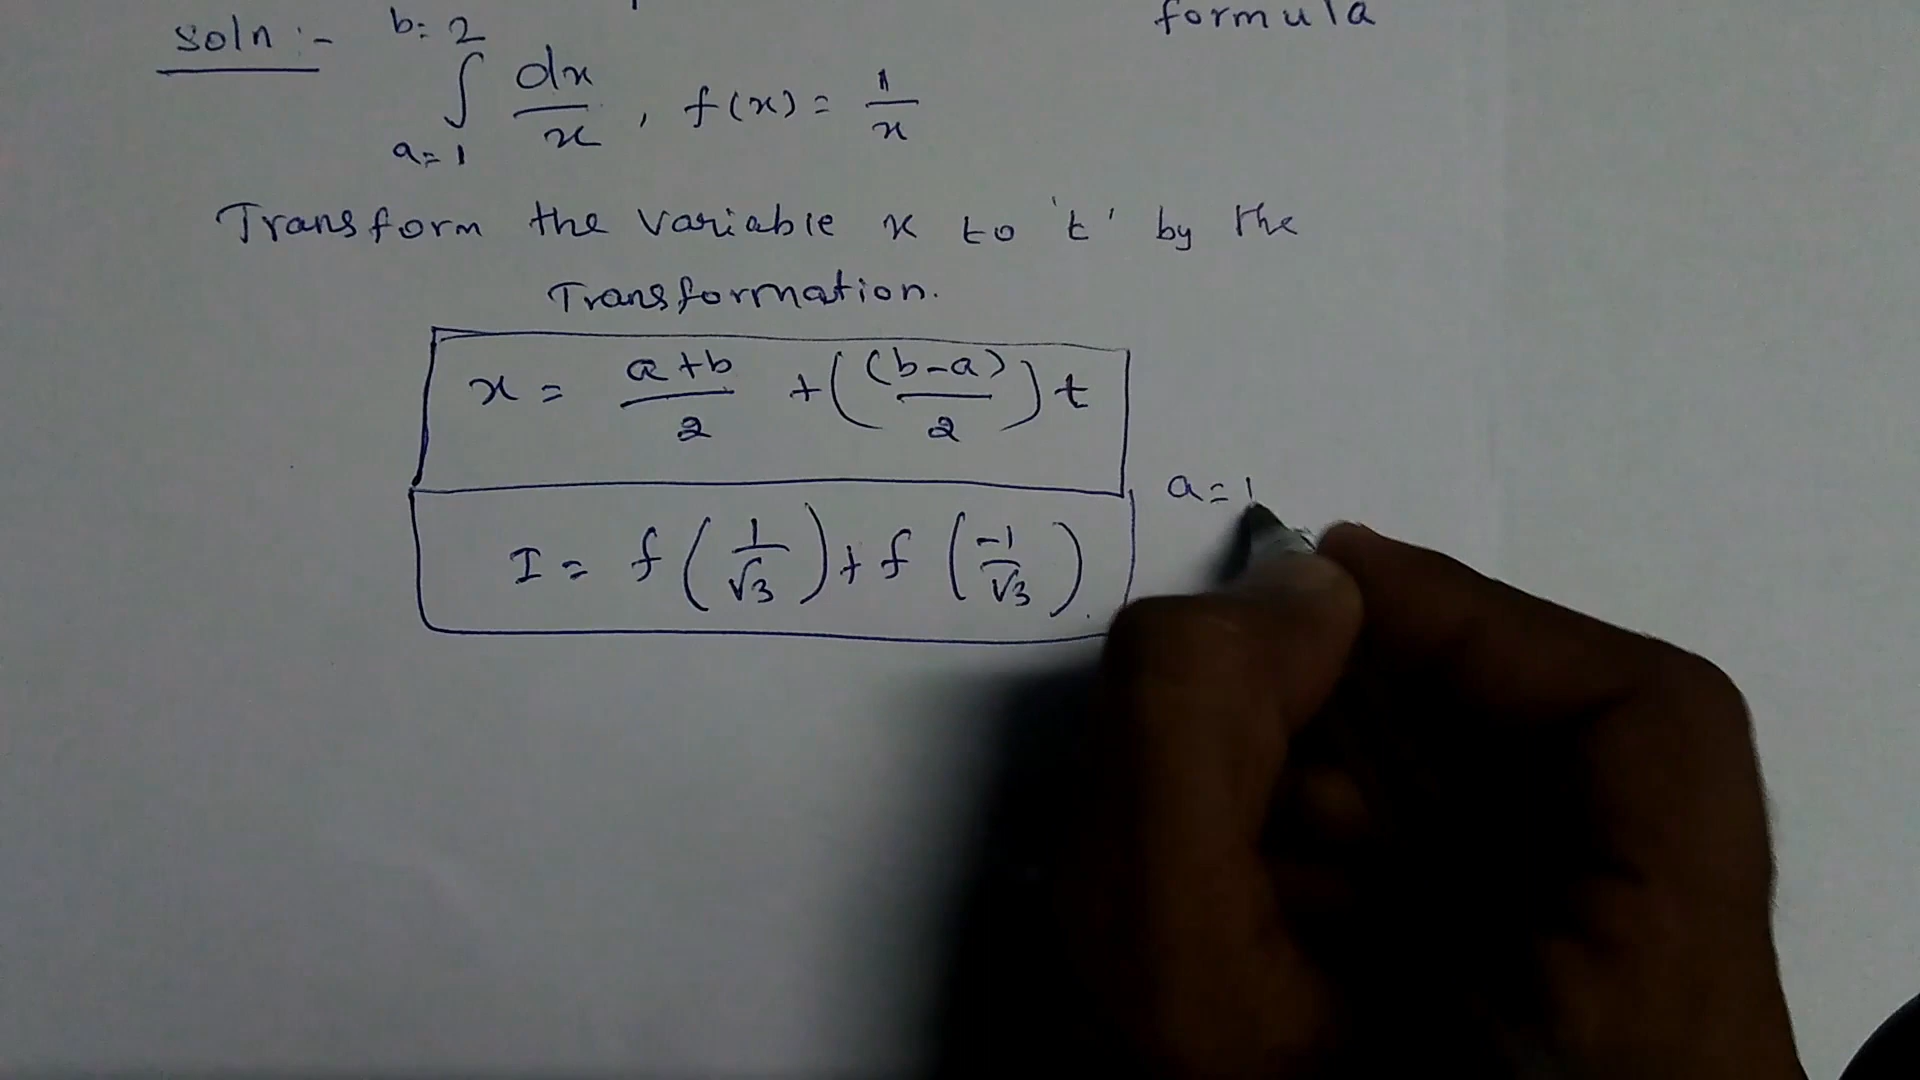 formula
soln :- b: 2
∫ dx/x , f(x) = 1/x
a=1
Transform the variable x to 't' by the
Transformation.
x = a+b/2 + ((b-a)/2) t
a=1
I = f (1/√3) + f (-1/√3).